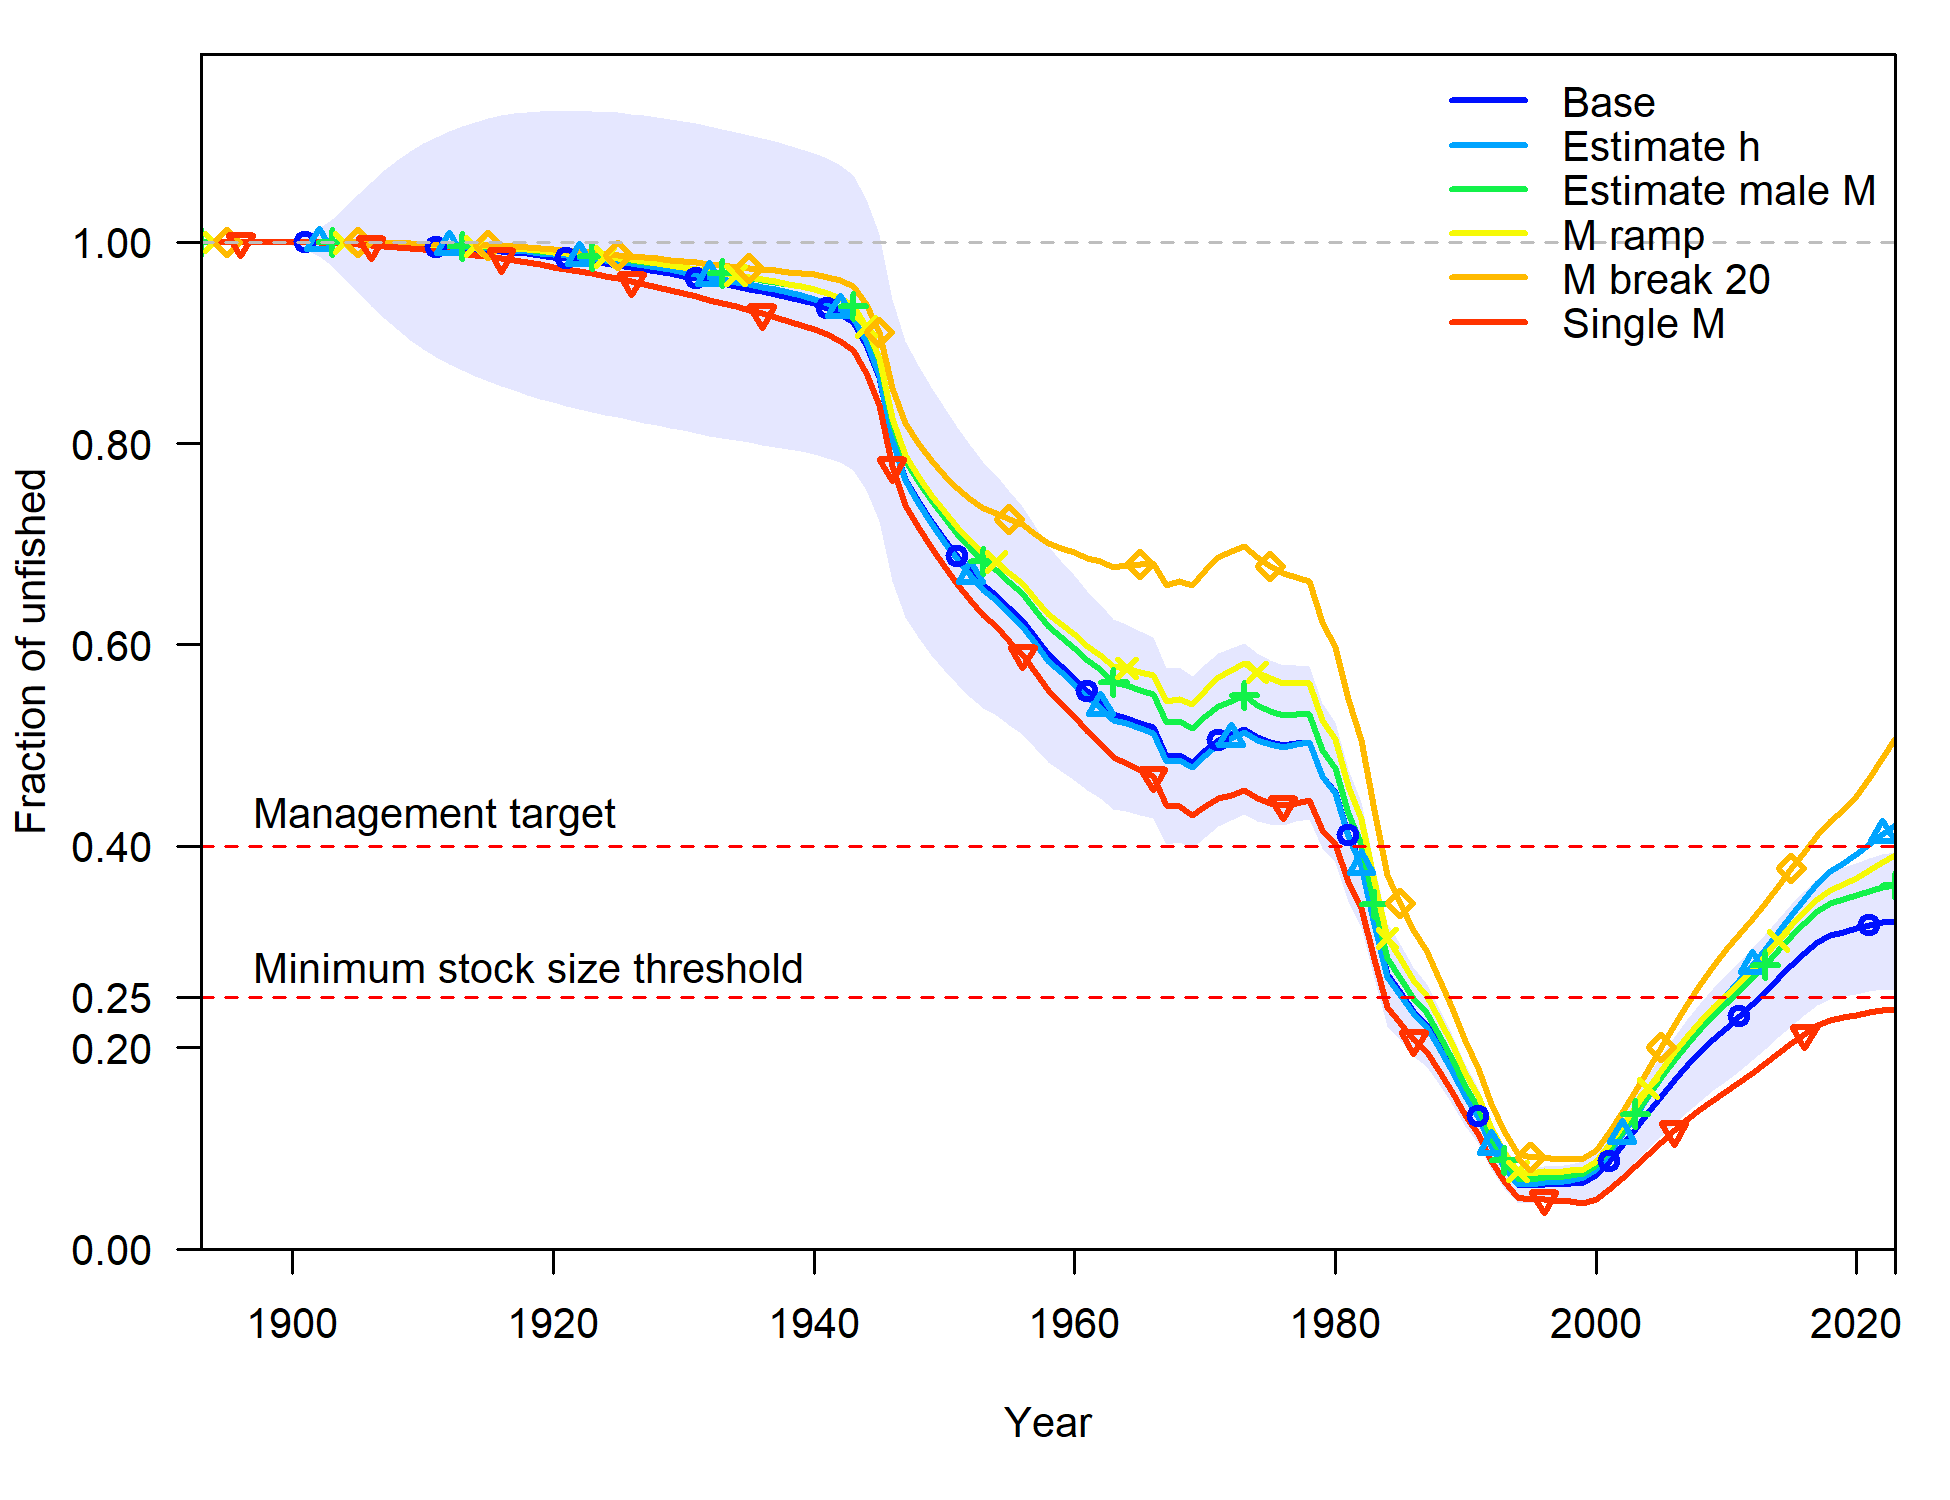 Base
Estimate h
Estimate male M
M ramp
M break 20
Single M
1.00
0.80
0.60
0.40
0.25
0.20
0.00
Fraction of unfished
Management target
Minimum stock size threshold
1900 1920 1940 1960 1980 2000 2020
Year